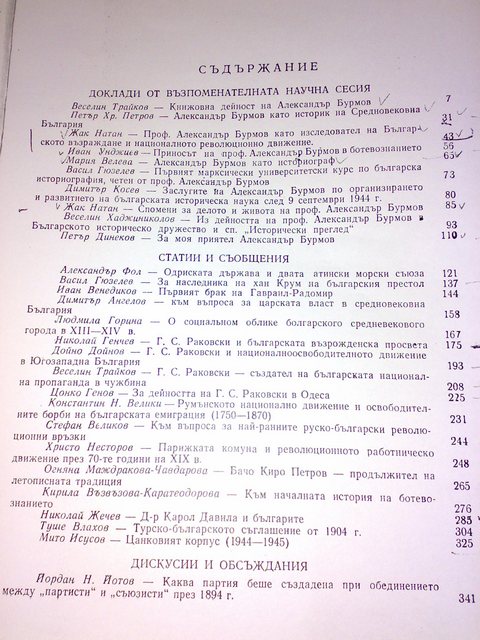 СЪДЪРЖАНИЕ
ДОКЛАДИ ОТ ВЪЗПОМЕНАТЕЛНАТА НАУЧНА СЕСИЯ
Веселин Трайков — Книжовна дейност на Александър Бурмов 7
Петър Хр. Петров — Александър Бурмов като историк на Средновековна
България 31
Жак Натан — Проф. Александър Бурмов като изследовател на Българ-
ското възраждане и националното революционно движение. 43
Иван Унджиев — Приносът на проф. Александър Бурмов в ботевознанието 56
Мария Велева — Александър Бурмов като историограф 65
Васил Гюзелев — Първият марксически университетски курс по българска
историография, четен от проф. Александър Бурмов 73
Димитър Косев — Заслугите на Александър Бурмов по организирането
и развитието на българската историческа наука след 9 септември 1944 г. 80
Жак Натан — Спомени за делото и живота на проф. Александър Бурмов 85
Веселин Хаджиниколов — Из дейността на проф. Александър Бурмов в
Българското историческо дружество и сп. „Исторически преглед“ 93
Петър Динеков — За моя приятел Александър Бурмов 110
СТАТИИ И СЪОБЩЕНИЯ
Александър Фол — Одриската държава и двата атински морски съюза 121
Васил Гюзелев — За наследника на хан Крум на българския престол 137
Иван Венедиков — Първият брак на Гавраил-Радомир 144
Димитър Ангелов — към въпроса за царската власт в средновековна
България 158
Людмила Горина — О социальном облике болгарского средневекового
города в XIII—XIV в. 167
Николай Генчев — Г. С. Раковски и българската възрожденска просвета 175
Дойно Дойнов — Г. С. Раковски и националноосвободителното движение
в Югозападна България 193
Веселин Трайков — Г. С. Раковски — създател на българската национал-
на пропаганда в чужбина 208
Цонко Генов — За дейността на Г. С. Раковски в Одеса 225
Константин Н. Велики — Румънското национално движение и освободител-
ните борби на българската емиграция (1750—1870) 231
Стефан Великов — Към въпроса за най-ранните руско-български револю-
ционни връзки 244
Христо Несторов — Парижката комуна и революционното работническо
движение през 70-те години на XIX в. 248
Огняна Маждракова-Чавдарова — Бачо Киро Петров — продължител на
летописната традиция 265
Кирила Възвъзова-Каратеодорова — Към началната история на ботево-
знанието 276
Николай Жечев — Д-р Карол Давила и българите 285
Туше Влахов — Турско-българското съглашение от 1904 г. 304
Мито Исусов — Цанковият корпус (1944—1945) 325
ДИСКУСИИ И ОБСЪЖДАНИЯ
Йордан Н. Йотов — Каква партия беше създадена при обединението
между „партисти“ и „съюзисти“ през 1894 г. 341